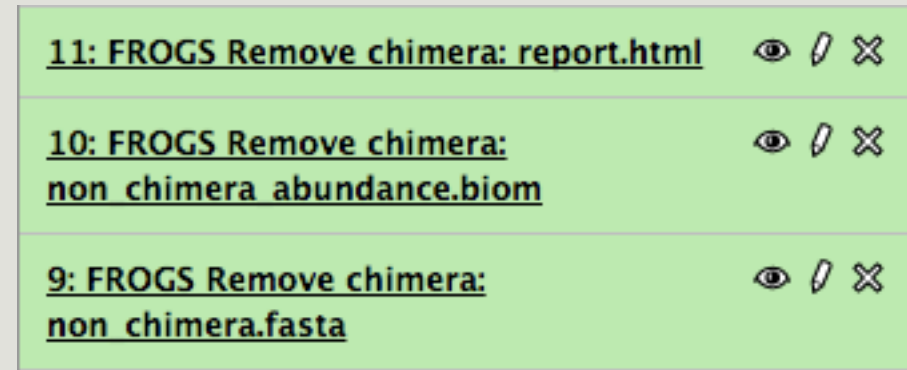 11: FROGS Remove chimera: report.html
10: FROGS Remove chimera:
non_chimera_abundance.biom
9: FROGS Remove chimera:
non_chimera.fasta